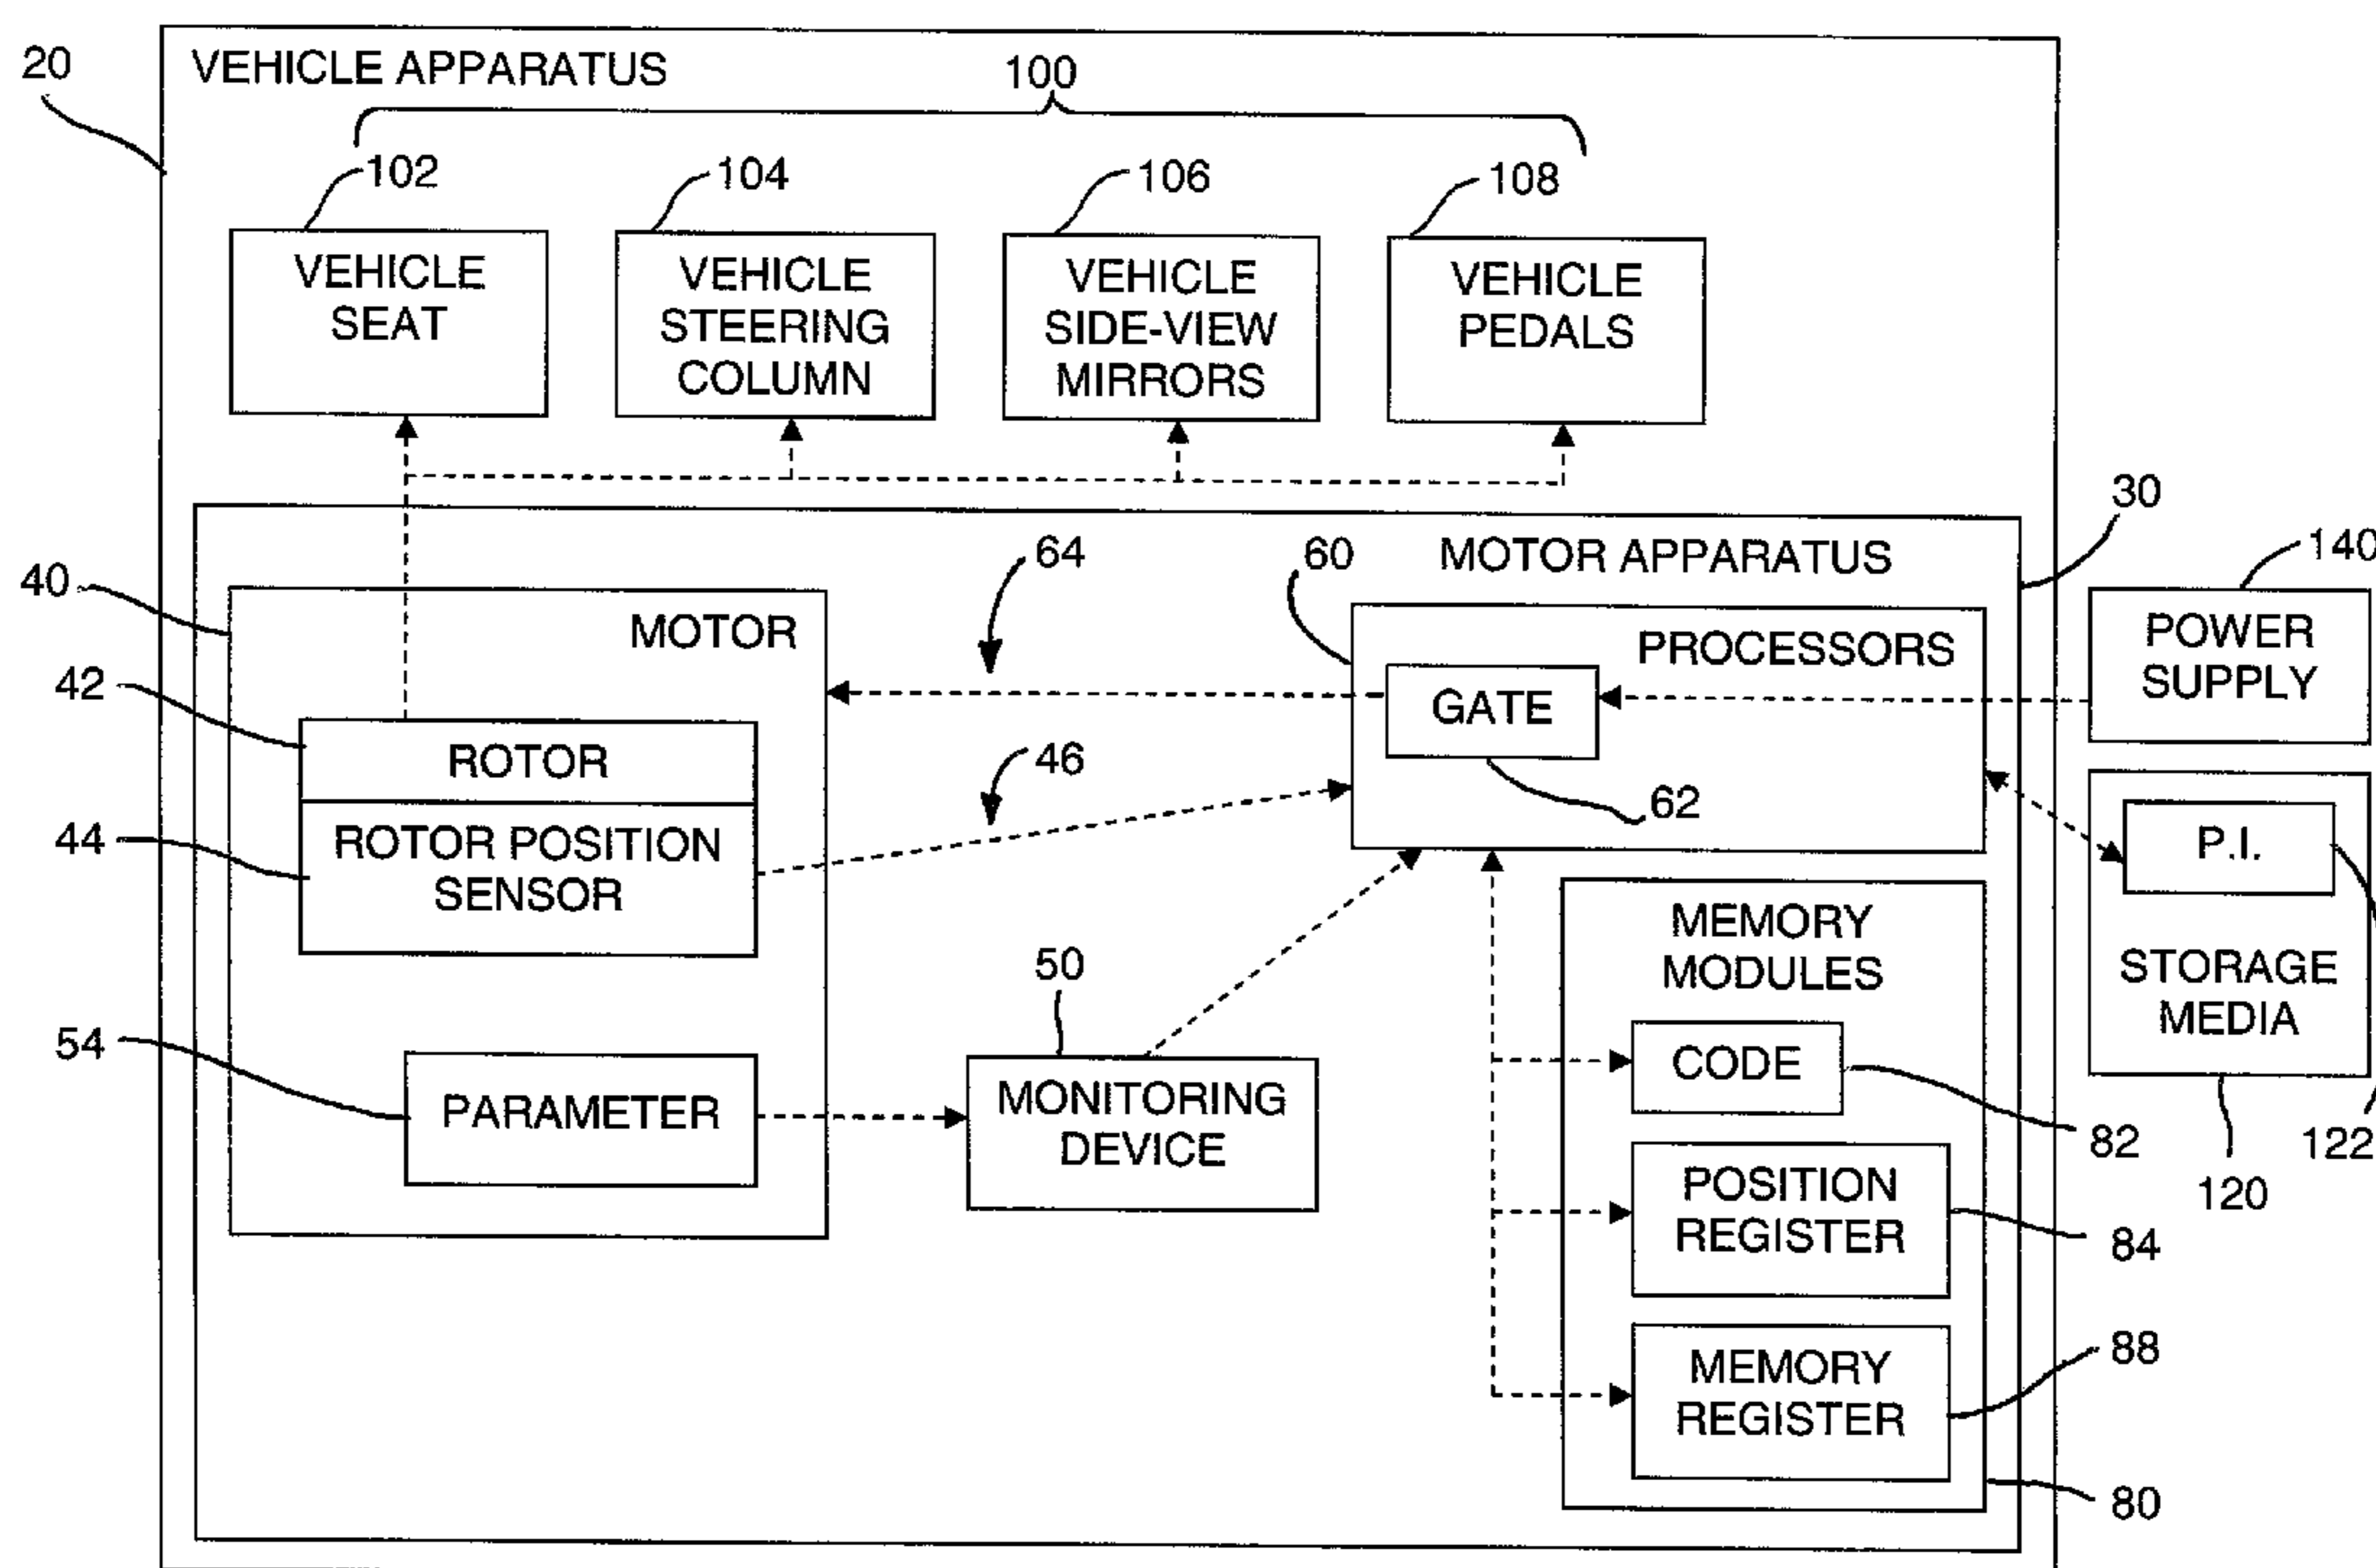 20
VEHICLE APPARATUS
100
102
104
106
108
VEHICLE
SEAT
VEHICLE
STEERING
COLUMN
VEHICLE
SIDE-VIEW
MIRRORS
VEHICLE
PEDALS
30
40
64
60
MOTOR APPARATUS
140
MOTOR
PROCESSORS
POWER
SUPPLY
42
GATE
ROTOR
46
62
44
ROTOR POSITION
SENSOR
P.I.
STORAGE
MEDIA
MEMORY
MODULES
50
54
PARAMETER
MONITORING
DEVICE
CODE
82
122
120
POSITION
REGISTER
84
MEMORY
REGISTER
88
80